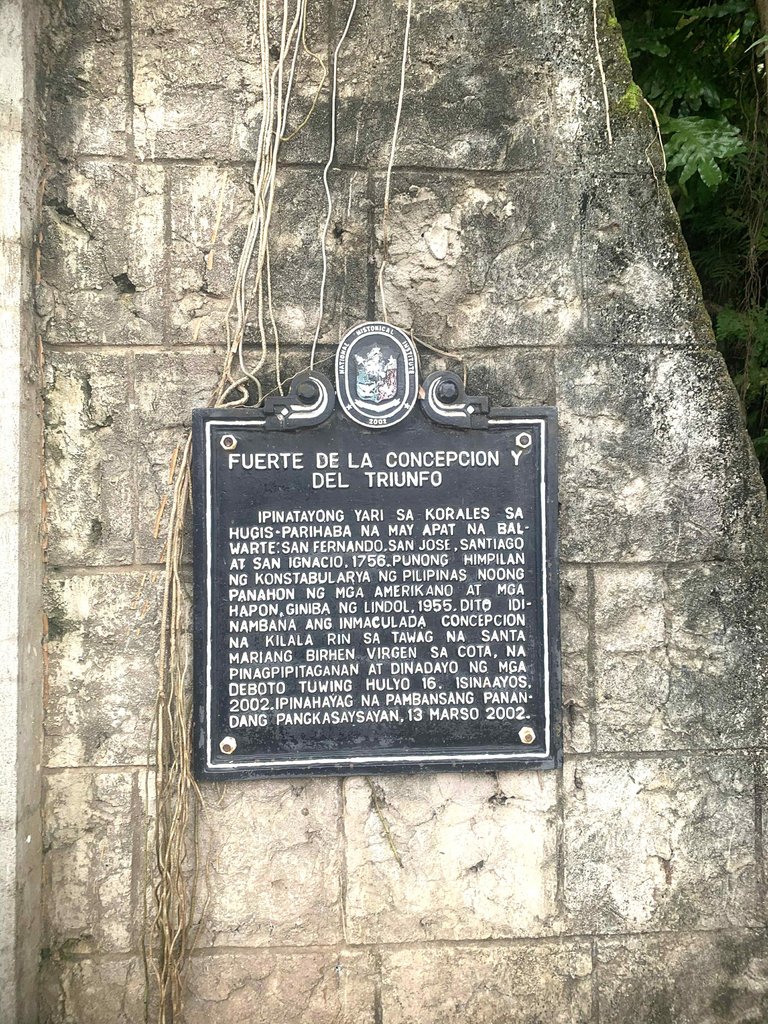 NATIONAL HISTORICAL INSTITUTE
2002
FUERTE DE LA CONCEPCION Y
DEL TRIUNFO
IPINATAYONG YARI SA KORALES SA
HUGIS-PARIHABA NA MAY APAT NA BAL-
WARTE:SAN FERNANDO.SAN JOSE, SANTIAGO
AT SAN IGNACIO, 1756. PUNONG HIMPILAN
NG KONSTABULARYA NG PILIPINAS NOONG
PANAHON NG MGA AMERIKANO AT MGA
HAPON, GINIBA NG LINDOL, 1955. DITO IDI-
NAMBANA ANG INMACULADA CONCEPCION
NA KILALA RIN SA TAWAG NA SANTA
MARIANG BIRHEN VIRGEN SA COTA, NA
PINAGPIPITAGANAN AT DINADAYO NG MGA
DEBOTO TUWING HULYO 16. ISINAAYOS,
2002. IPINAHAYAG NA PAMBANSANG PANAN-
DANG PANGKASAYSAYAN, 13 MARSO 2002.